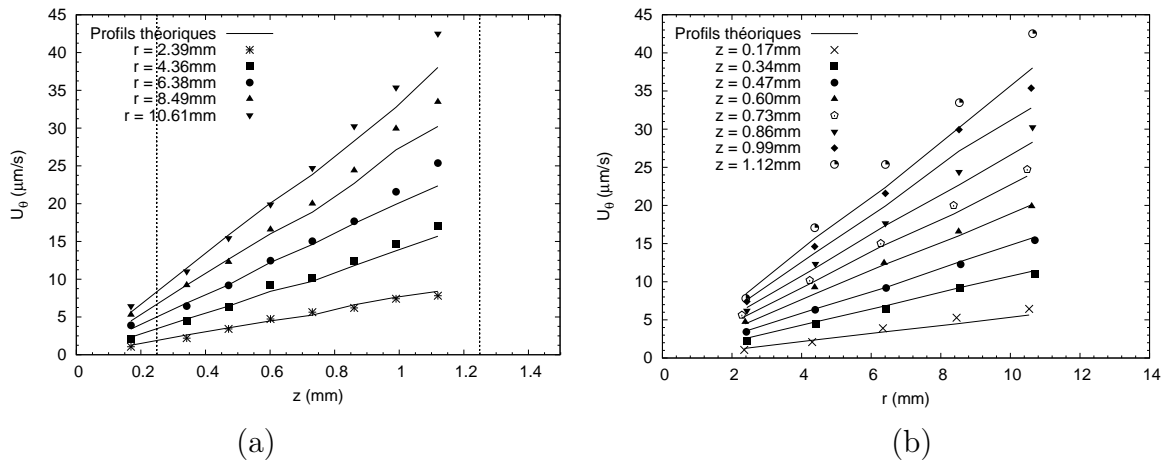 45
40
35
30
25
20
15
10
5
0
0 0.2 0.4 0.6 0.8 1 1.2 1.4
U_θ (µm/s)
z (mm)
Profils théoriques
r = 2.39mm
r = 4.36mm
r = 6.38mm
r = 8.49mm
r = 10.61mm
(a)
45
40
35
30
25
20
15
10
5
0
0 2 4 6 8 10 12 14
U_θ (µm/s)
r (mm)
Profils théoriques
z = 0.17mm
z = 0.34mm
z = 0.47mm
z = 0.60mm
z = 0.73mm
z = 0.86mm
z = 0.99mm
z = 1.12mm
(b)